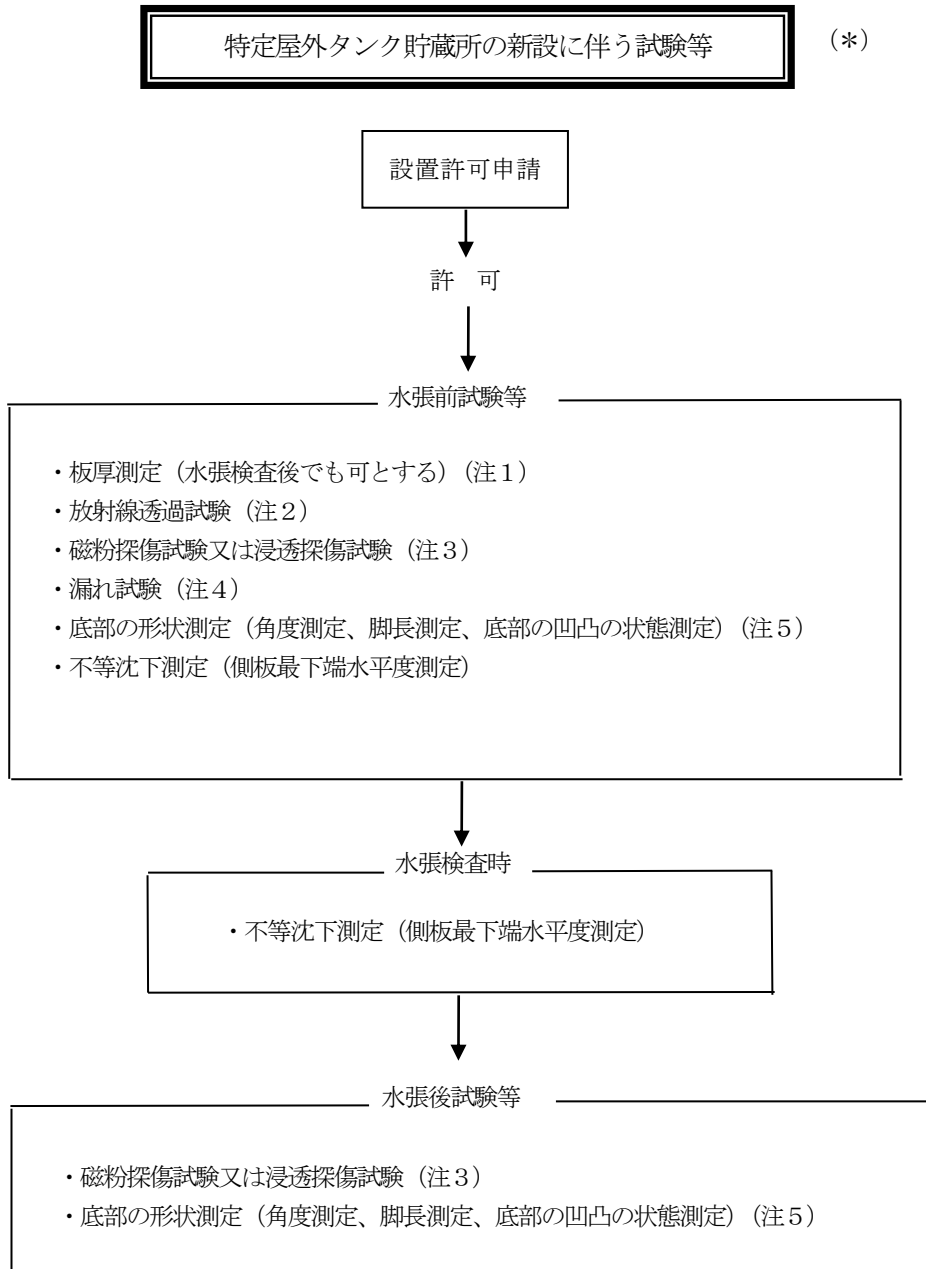 特定屋外タンク貯蔵所の新設に伴う試験等 (*)
設置許可申請
許 可
水張前試験等
・板厚測定(水張検査後でも可とする)(注1)
・放射線透過試験(注2)
・磁粉探傷試験又は浸透探傷試験(注3)
・漏れ試験(注4)
・底部の形状測定(角度測定、脚長測定、底部の凹凸の状態測定)(注5)
・不等沈下測定(側板最下端水平度測定)
水張検査時
・不等沈下測定(側板最下端水平度測定)
水張後試験等
・磁粉探傷試験又は浸透探傷試験(注3)
・底部の形状測定(角度測定、脚長測定、底部の凹凸の状態測定)(注5)